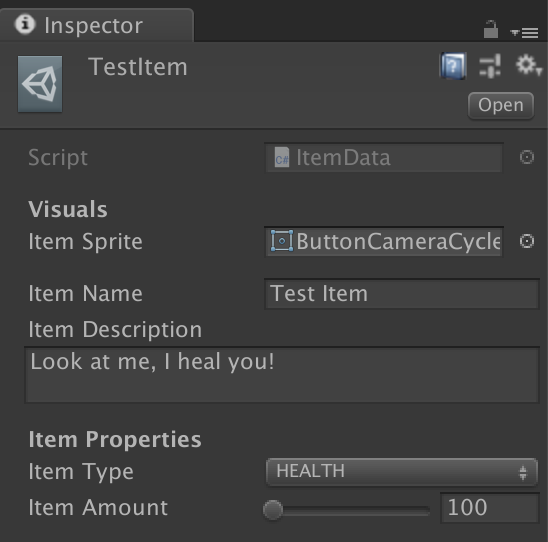 Inspector
TestItem
Open
Script C# ItemData
Visuals
Item Sprite ButtonCameraCycle
Item Name Test Item
Item Description
Look at me, I heal you!
Item Properties
Item Type HEALTH
Item Amount 100